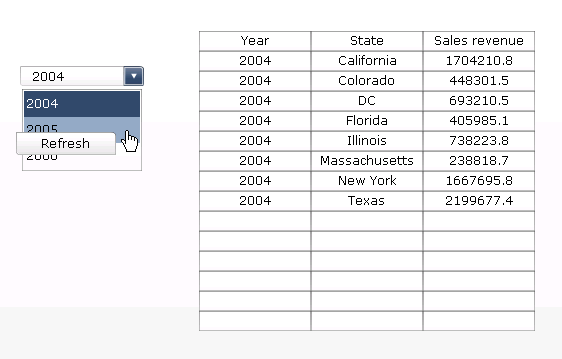 2004
2004
2005
Refresh
2006
Year State Sales revenue
2004 California 1704210.8
2004 Colorado 448301.5
2004 DC 693210.5
2004 Florida 405985.1
2004 Illinois 738223.8
2004 Massachusetts 238818.7
2004 New York 1667695.8
2004 Texas 2199677.4